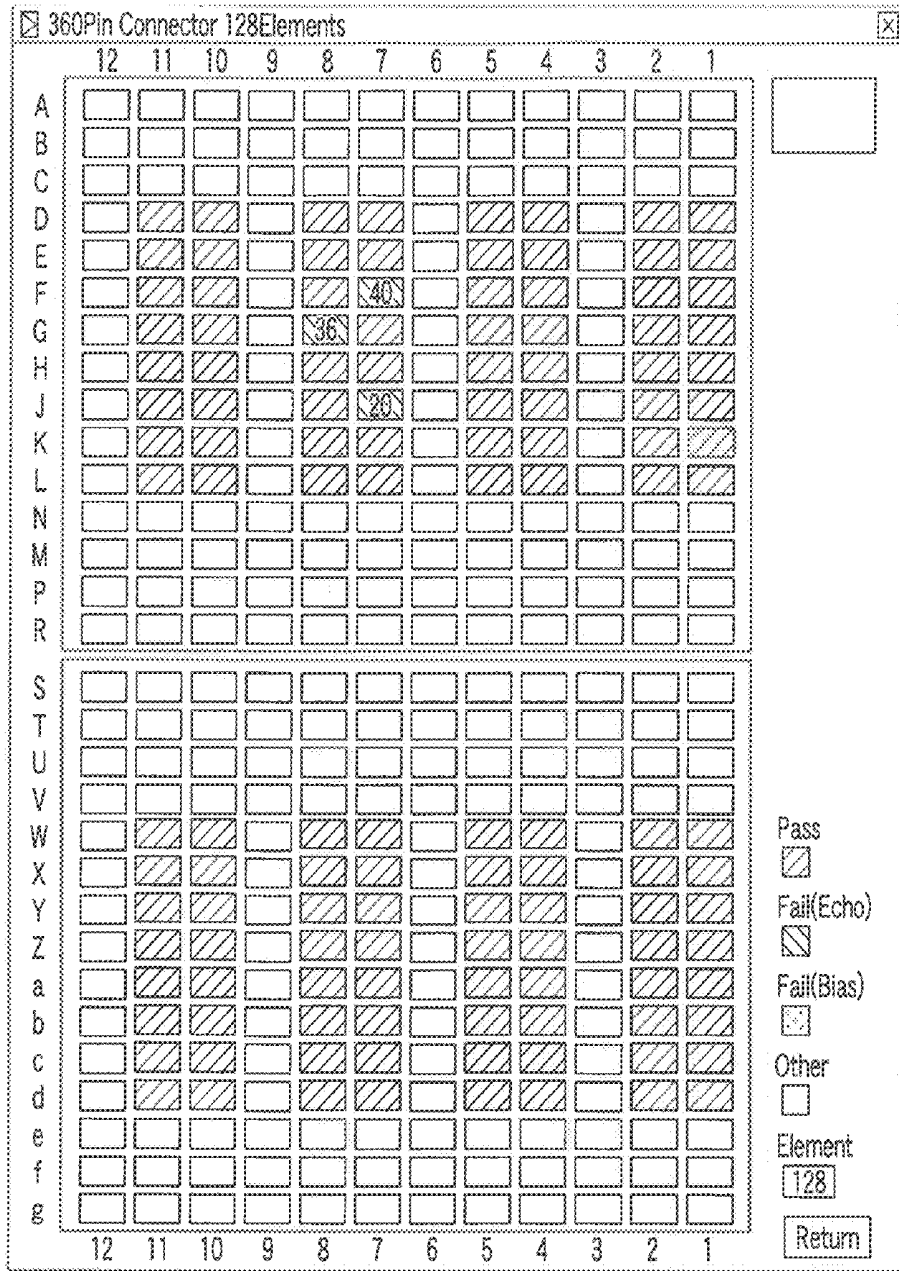 360Pin Connector 128Elements
12 11 10 9 8 7 6 5 4 3 2 1
A
B
C
D
E
F 40
G 36
H
J 20
K
L
N
M
P
R
S
T
U
V
W
X
Y
Z
a
b
c
d
e
f
g
12 11 10 9 8 7 6 5 4 3 2 1
Pass
Fail(Echo)
Fail(Bias)
Other
Element
128
Return